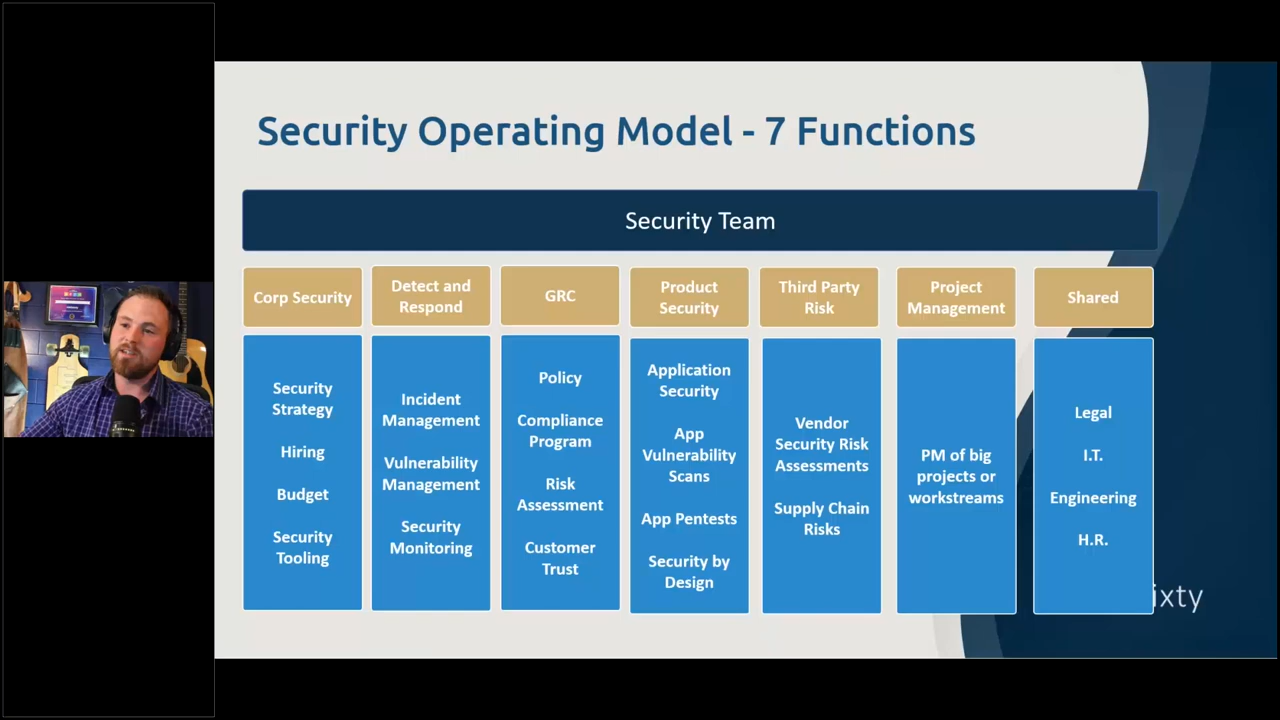 Security Operating Model - 7 Functions
Security Team
Corp Security
Detect and
Respond
GRC
Product
Security
Third Party
Risk
Project
Management
Shared
Security
Strategy
Hiring
Budget
Security
Tooling
Incident
Management
Vulnerability
Management
Security
Monitoring
Policy
Compliance
Program
Risk
Assessment
Customer
Trust
Application
Security
App
Vulnerability
Scans
App Pentests
Security by
Design
Vendor
Security Risk
Assessments
Supply Chain
Risks
PM of big
projects or
workstreams
Legal
I.T.
Engineering
H.R.
ixty